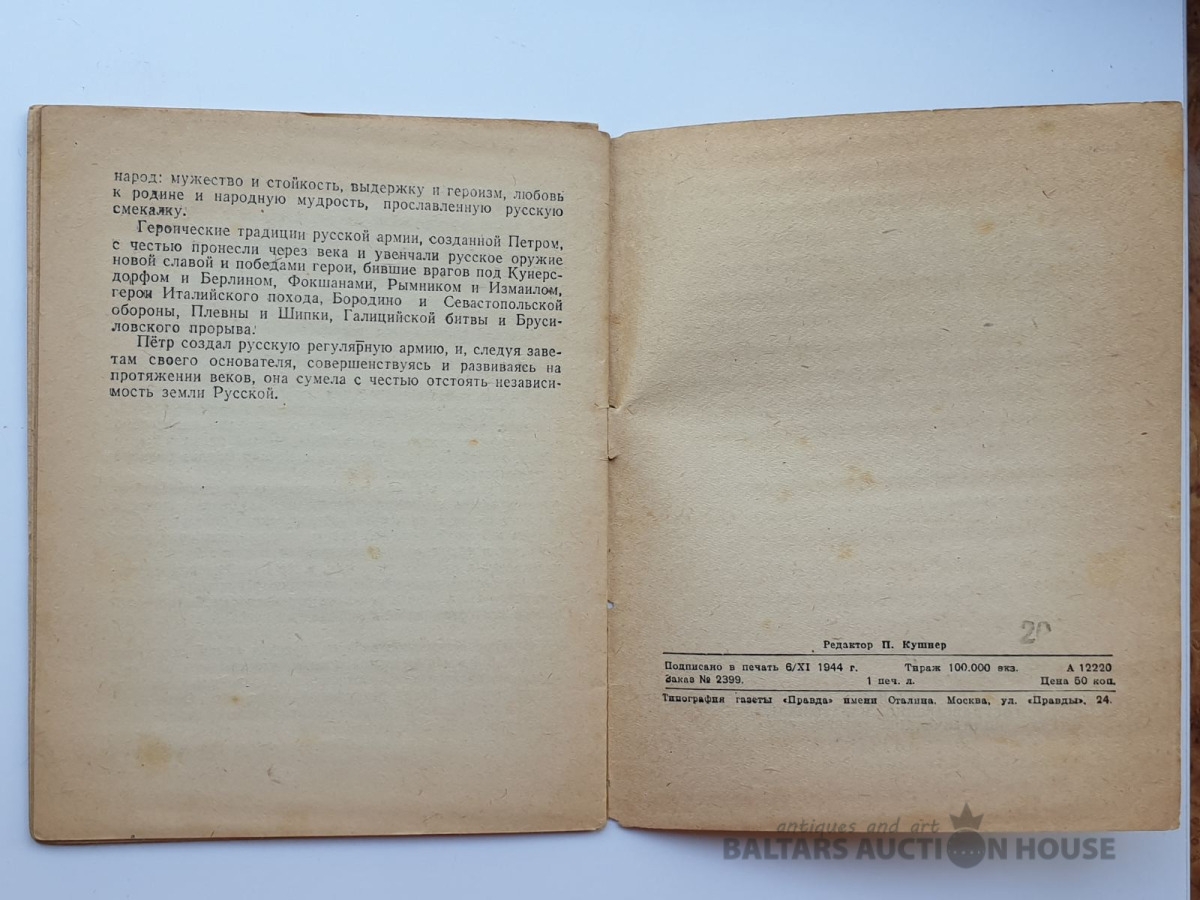 народ: мужество и стойкость, выдержку и героизм, любовь
к родине и народную мудрость, прославленную русскую
смекалку.
Героические традиции русской армии, созданной Петром,
с честью пронесли через века и увенчали русское оружие
новой славой и победами герои, бившие врагов под Кунерс-
дорфом и Берлином, Фокшанами, Рымником и Измаилом,
герои Италийского похода, Бородино и Севастопольской
обороны, Плевны и Шипки, Галицийской битвы и Бруси-
ловского прорыва.
Пётр создал русскую регулярную армию, и, следуя заве-
там своего основателя, совершенствуясь и развиваясь на
протяжении веков, она сумела с честью отстоять независи-
мость земли Русской.
20
Редактор П. Кушнер
Подписано в печать 6/XI 1944 г. Тираж 100.000 экз. А 12220
Заказ № 2399. 1 печ. л. Цена 50 коп.
Типография газеты «Правда» имени Сталина. Москва, ул. «Правды», 24.
antiques and art
BALTARS AUCTION HOUSE